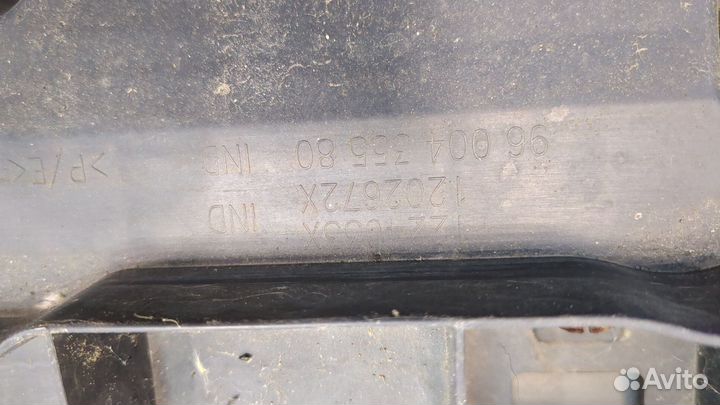 96 004 355 80 IND >P/E<
1202672X
IND
Avito